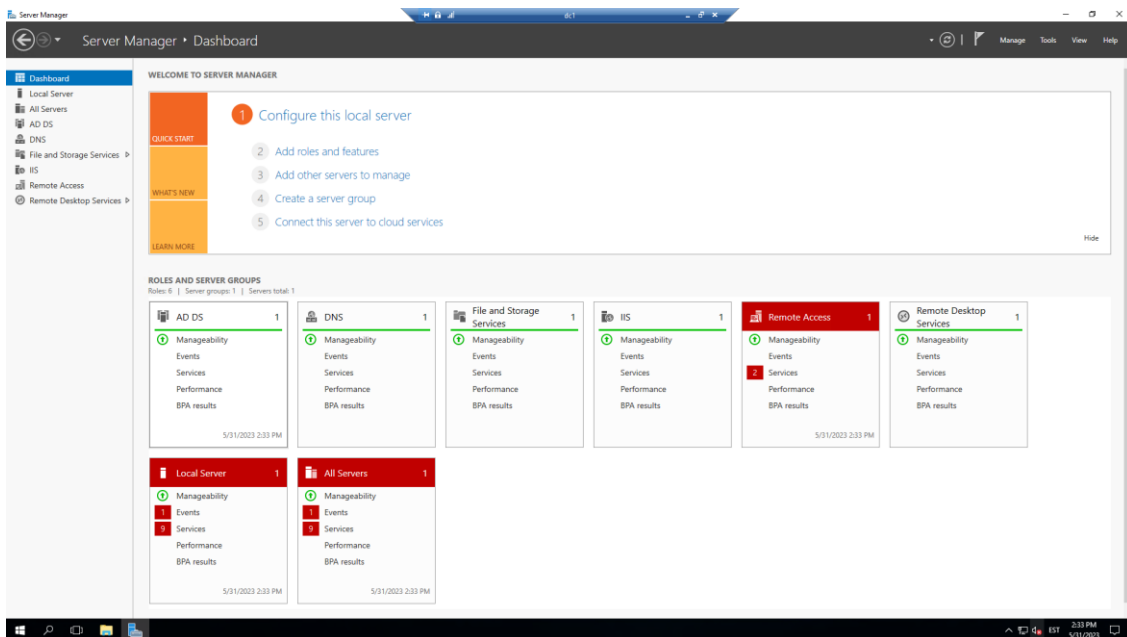 Server Manager
dc1
Server Manager • Dashboard
Manage Tools View Help
Dashboard
Local Server
All Servers
AD DS
DNS
File and Storage Services
IIS
Remote Access
Remote Desktop Services
WELCOME TO SERVER MANAGER
QUICK START
WHAT'S NEW
LEARN MORE
1 Configure this local server
2 Add roles and features
3 Add other servers to manage
4 Create a server group
5 Connect this server to cloud services
Hide
ROLES AND SERVER GROUPS
Roles: 6 | Server groups: 1 | Servers total: 1
AD DS 1
Manageability
Events
Services
Performance
BPA results
5/31/2023 2:33 PM
DNS 1
Manageability
Events
Services
Performance
BPA results
File and Storage
Services 1
Manageability
Events
Services
Performance
BPA results
IIS 1
Manageability
Events
Services
Performance
BPA results
Remote Access 1
Manageability
Events
2 Services
Performance
BPA results
5/31/2023 2:33 PM
Remote Desktop
Services 1
Manageability
Events
Services
Performance
BPA results
Local Server 1
Manageability
1 Events
9 Services
Performance
BPA results
5/31/2023 2:33 PM
All Servers 1
Manageability
1 Events
9 Services
Performance
BPA results
5/31/2023 2:33 PM
EST
2:33 PM
5/31/2023